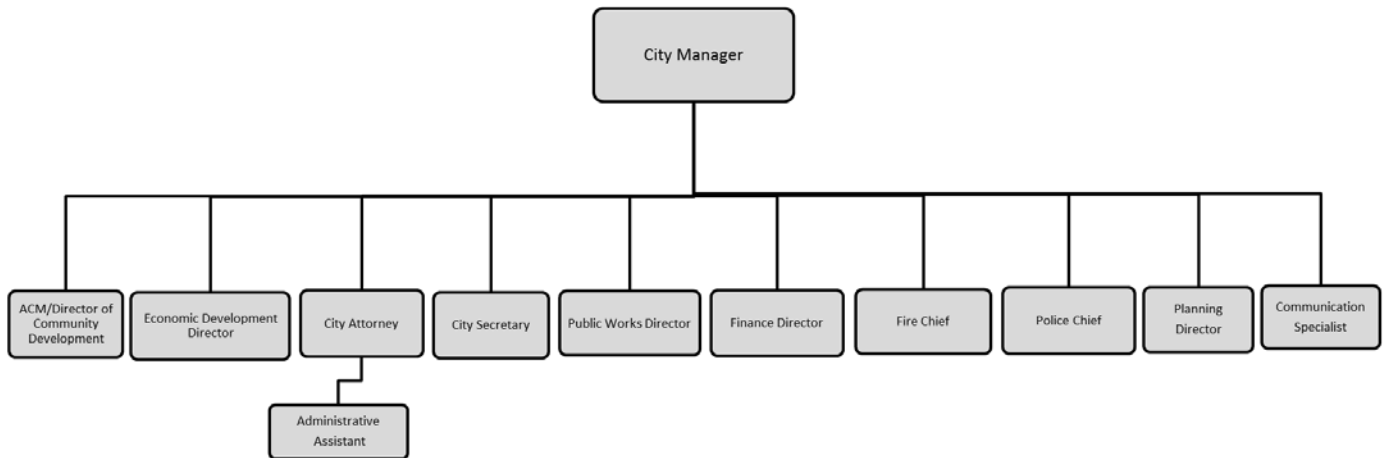 City Manager
ACM/Director of
Community
Development
Economic Development
Director
City Attorney
City Secretary
Public Works Director
Finance Director
Fire Chief
Police Chief
Planning
Director
Communication
Specialist
Administrative
Assistant